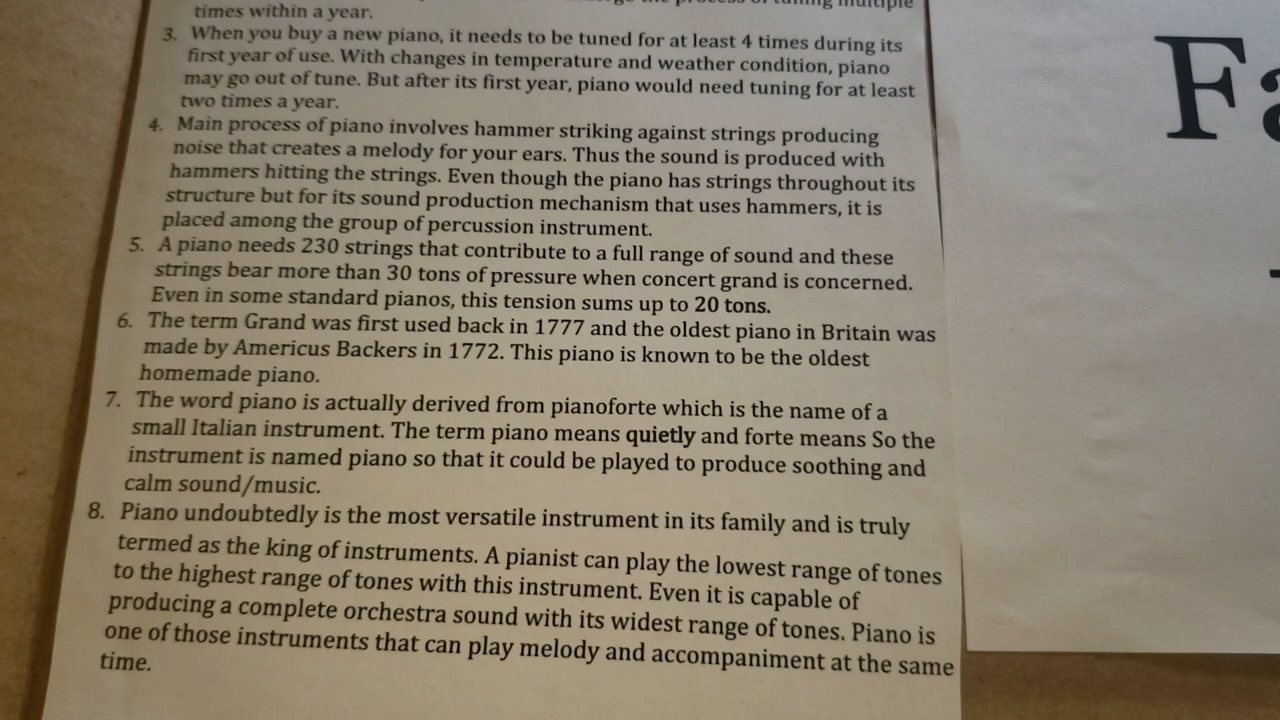 the process of tuning multiple
times within a year.
3. When you buy a new piano, it needs to be tuned for at least 4 times during its
first year of use. With changes in temperature and weather condition, piano
may go out of tune. But after its first year, piano would need tuning for at least
two times a year.
4. Main process of piano involves hammer striking against strings producing
noise that creates a melody for your ears. Thus the sound is produced with
hammers hitting the strings. Even though the piano has strings throughout its
structure but for its sound production mechanism that uses hammers, it is
placed among the group of percussion instrument.
5. A piano needs 230 strings that contribute to a full range of sound and these
strings bear more than 30 tons of pressure when concert grand is concerned.
Even in some standard pianos, this tension sums up to 20 tons.
6. The term Grand was first used back in 1777 and the oldest piano in Britain was
made by Americus Backers in 1772. This piano is known to be the oldest
homemade piano.
7. The word piano is actually derived from pianoforte which is the name of a
small Italian instrument. The term piano means quietly and forte means So the
instrument is named piano so that it could be played to produce soothing and
calm sound/music.
8. Piano undoubtedly is the most versatile instrument in its family and is truly
termed as the king of instruments. A pianist can play the lowest range of tones
to the highest range of tones with this instrument. Even it is capable of
producing a complete orchestra sound with its widest range of tones. Piano is
one of those instruments that can play melody and accompaniment at the same
time.
Fa